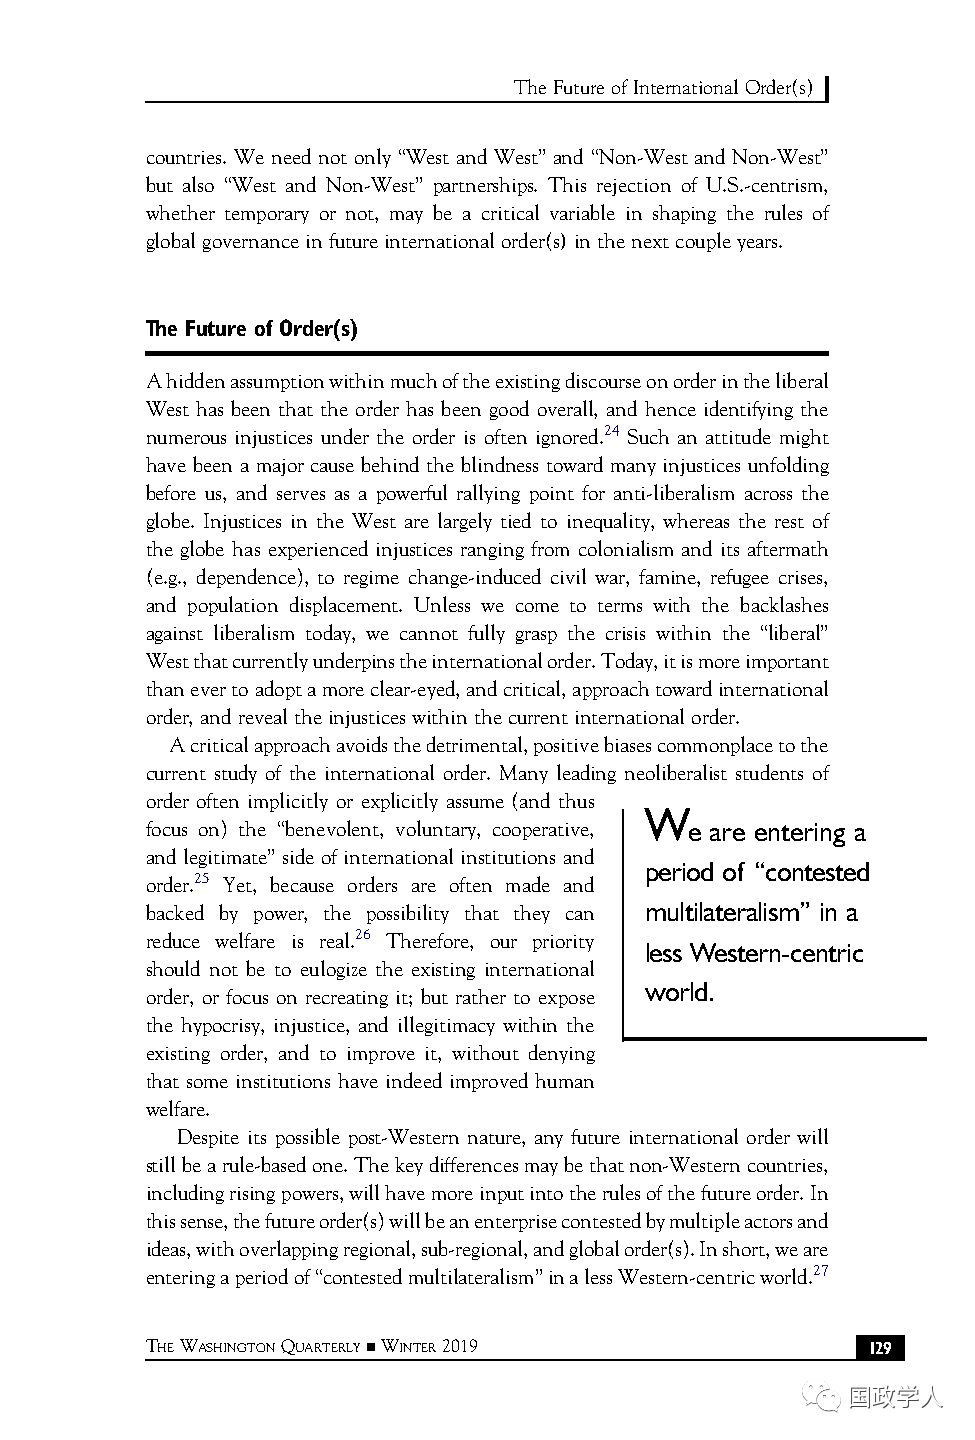 The Future of International Order(s)
countries. We need not only “West and West” and “Non-West and Non-West”
but also “West and Non-West” partnerships. This rejection of U.S.-centrism,
whether temporary or not, may be a critical variable in shaping the rules of
global governance in future international order(s) in the next couple years.
The Future of Order(s)
A hidden assumption within much of the existing discourse on order in the liberal
West has been that the order has been good overall, and hence identifying the
numerous injustices under the order is often ignored.24 Such an attitude might
have been a major cause behind the blindness toward many injustices unfolding
before us, and serves as a powerful rallying point for anti-liberalism across the
globe. Injustices in the West are largely tied to inequality, whereas the rest of
the globe has experienced injustices ranging from colonialism and its aftermath
(e.g., dependence), to regime change-induced civil war, famine, refugee crises,
and population displacement. Unless we come to terms with the backlashes
against liberalism today, we cannot fully grasp the crisis within the “liberal”
West that currently underpins the international order. Today, it is more important
than ever to adopt a more clear-eyed, and critical, approach toward international
order, and reveal the injustices within the current international order.
A critical approach avoids the detrimental, positive biases commonplace to the
current study of the international order. Many leading neoliberalist students of
order often implicitly or explicitly assume (and thus
focus on) the “benevolent, voluntary, cooperative,
and legitimate” side of international institutions and
order.25 Yet, because orders are often made and
backed by power, the possibility that they can
reduce welfare is real.26 Therefore, our priority
should not be to eulogize the existing international
order, or focus on recreating it; but rather to expose
the hypocrisy, injustice, and illegitimacy within the
existing order, and to improve it, without denying
that some institutions have indeed improved human
welfare.
We are entering a
period of “contested
multilateralism” in a
less Western-centric
world.
Despite its possible post-Western nature, any future international order will
still be a rule-based one. The key differences may be that non-Western countries,
including rising powers, will have more input into the rules of the future order. In
this sense, the future order(s) will be an enterprise contested by multiple actors and
ideas, with overlapping regional, sub-regional, and global order(s). In short, we are
entering a period of “contested multilateralism” in a less Western-centric world.27
The Washington Quarterly ■ Winter 2019
129
国政学人